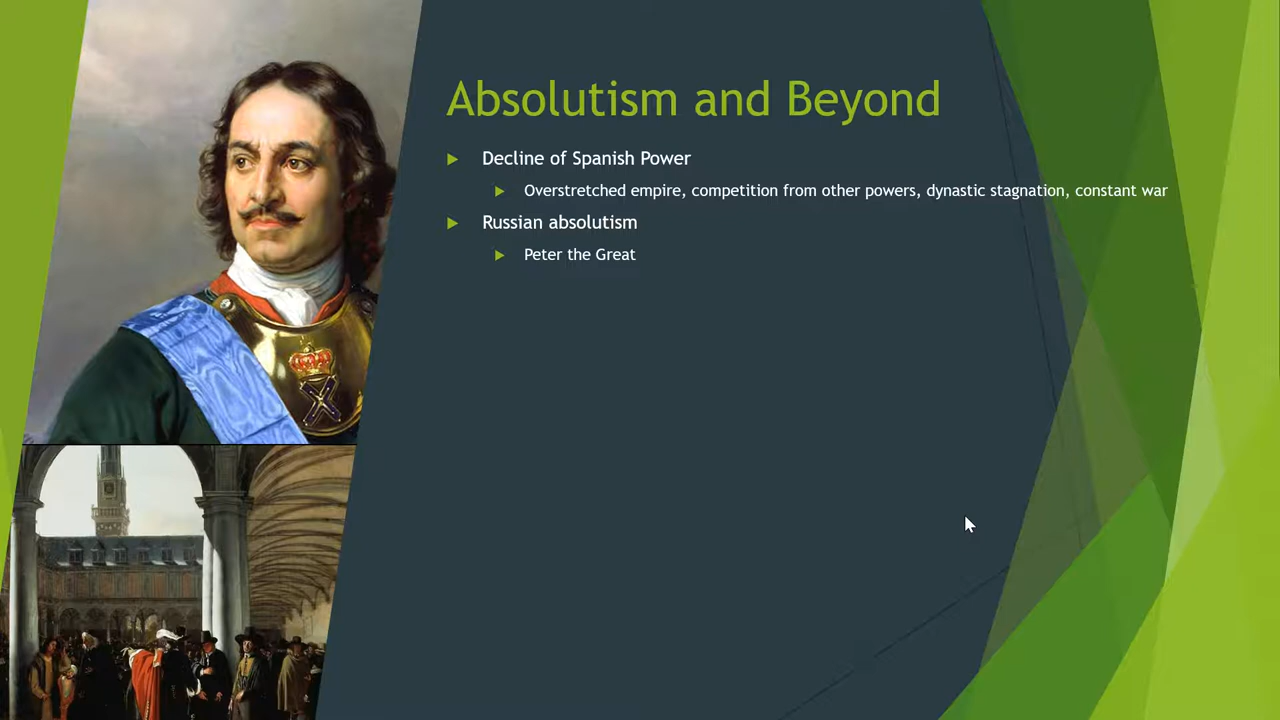 Absolutism and Beyond
Decline of Spanish Power
Overstretched empire, competition from other powers, dynastic stagnation, constant war
Russian absolutism
Peter the Great